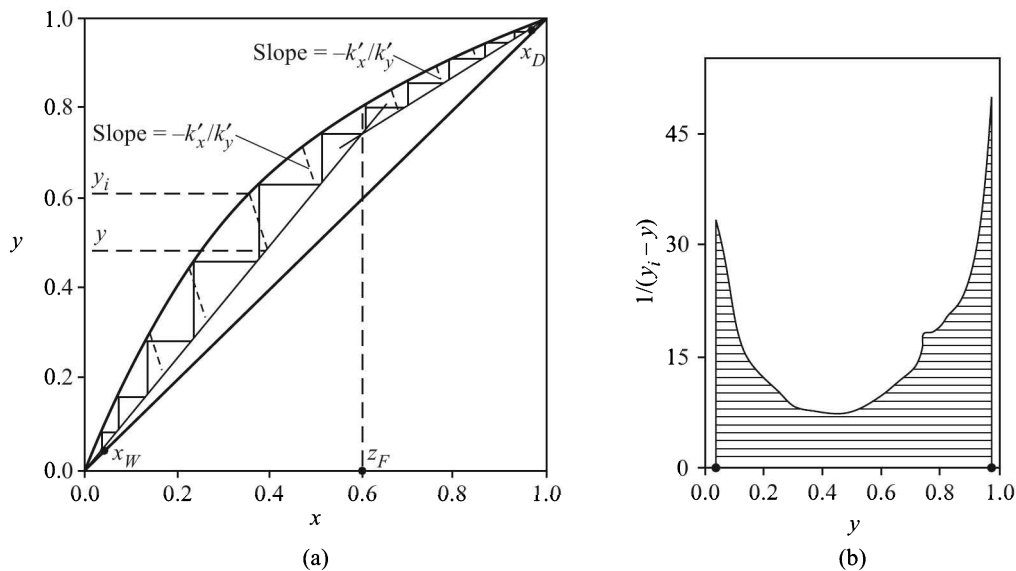 1.0
0.8
0.6
0.4
0.2
0.0
y
Slope = –k′x/k′y
Slope = –k′x/k′y
xD
yi
y
xW
zF
0.0 0.2 0.4 0.6 0.8 1.0
x
(a)
45
30
15
0
1/(yi – y)
0.0 0.2 0.4 0.6 0.8 1.0
y
(b)